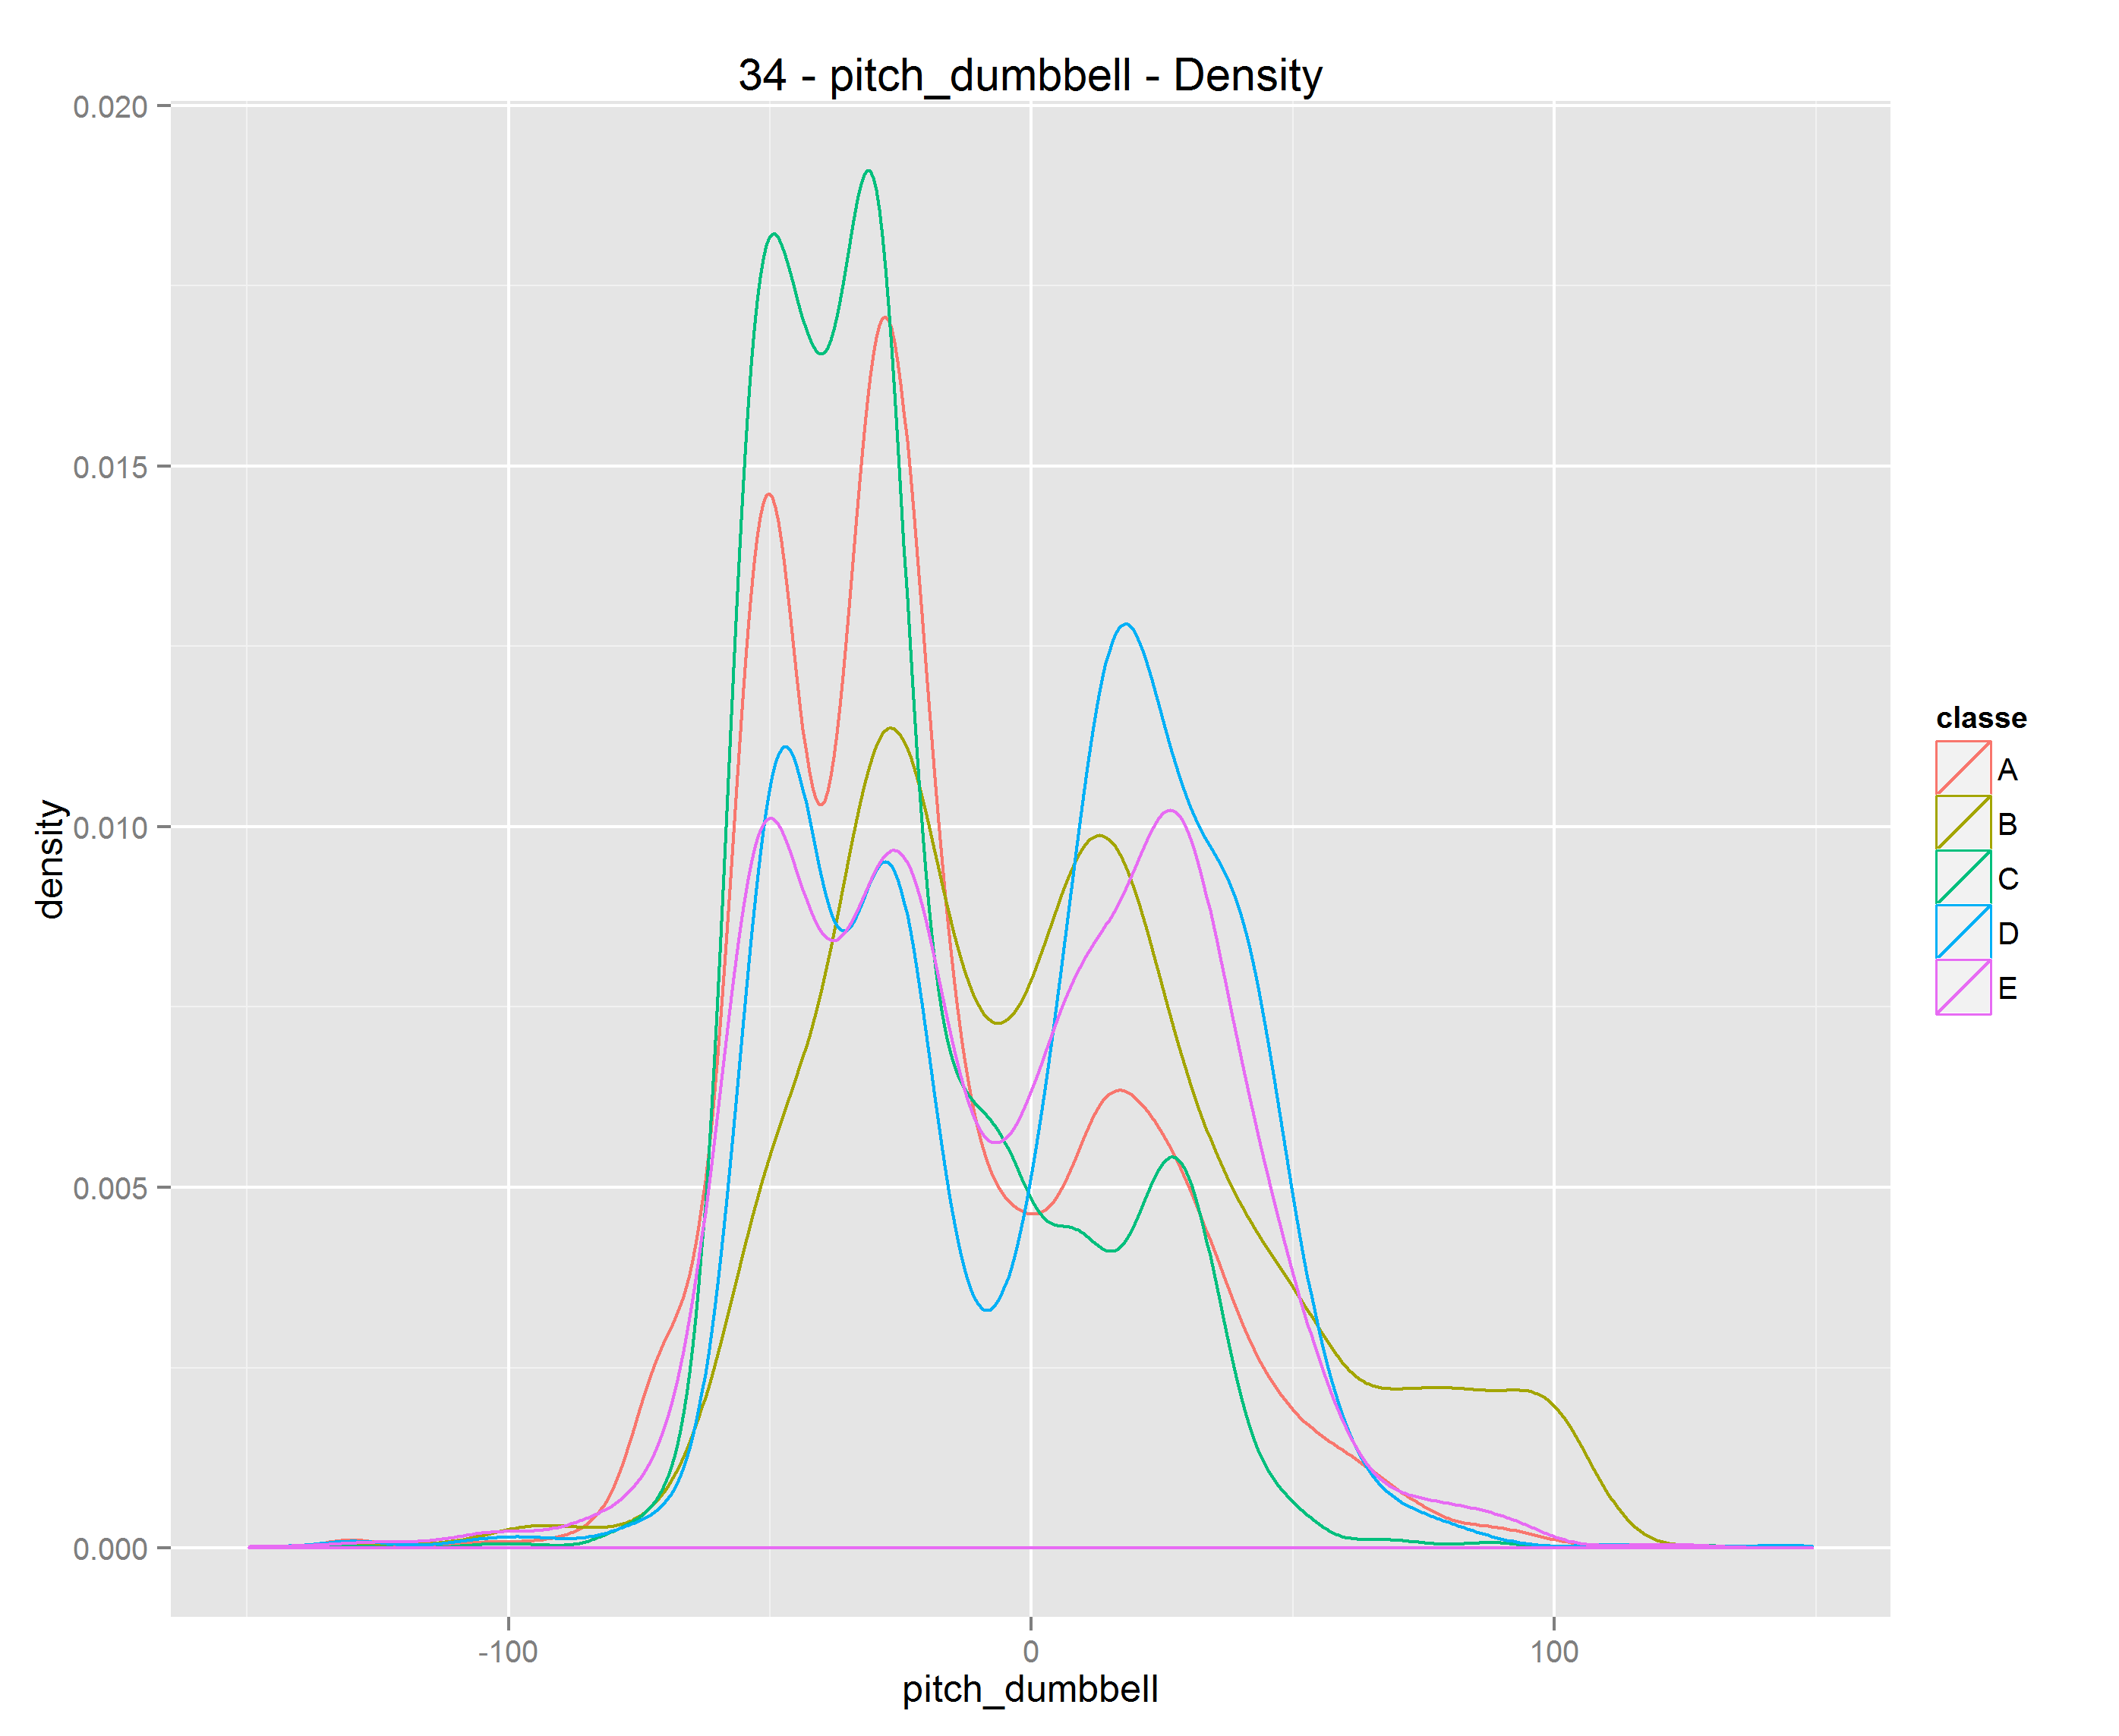 34 - pitch_dumbbell - Density
0.020
0.015
0.010
0.005
0.000
density
-100 0 100
pitch_dumbbell
classe
A
B
C
D
E